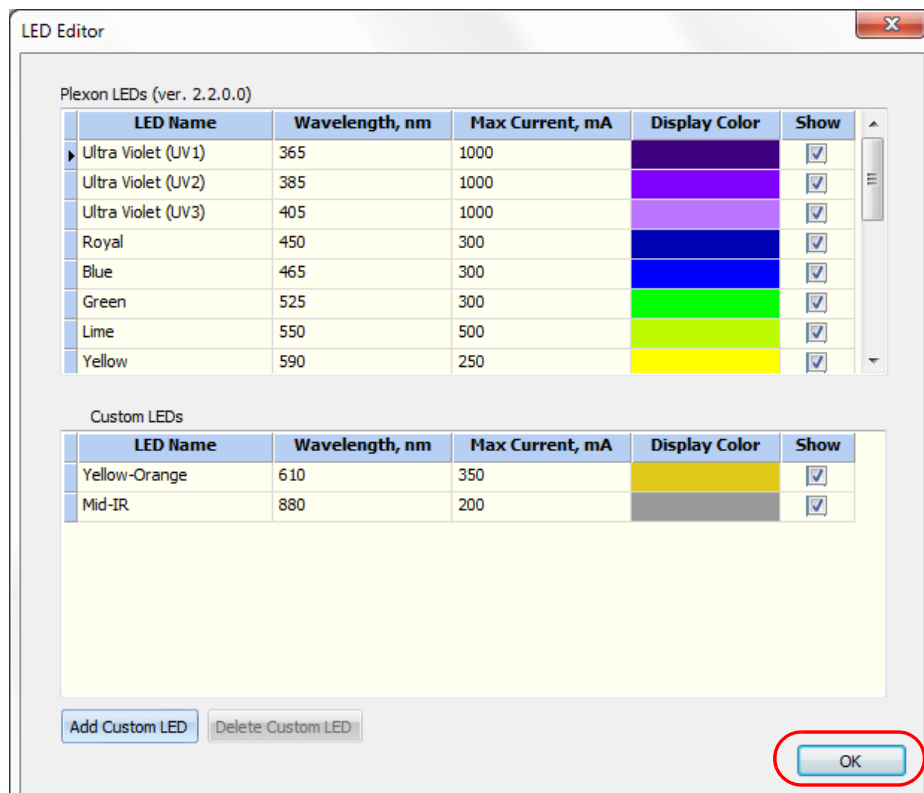 LED Editor
Plexon LEDs (ver. 2.2.0.0)
LED Name Wavelength, nm Max Current, mA Display Color Show
Ultra Violet (UV1) 365 1000
Ultra Violet (UV2) 385 1000
Ultra Violet (UV3) 405 1000
Royal 450 300
Blue 465 300
Green 525 300
Lime 550 500
Yellow 590 250
Custom LEDs
LED Name Wavelength, nm Max Current, mA Display Color Show
Yellow-Orange 610 350
Mid-IR 880 200
Add Custom LED Delete Custom LED
OK